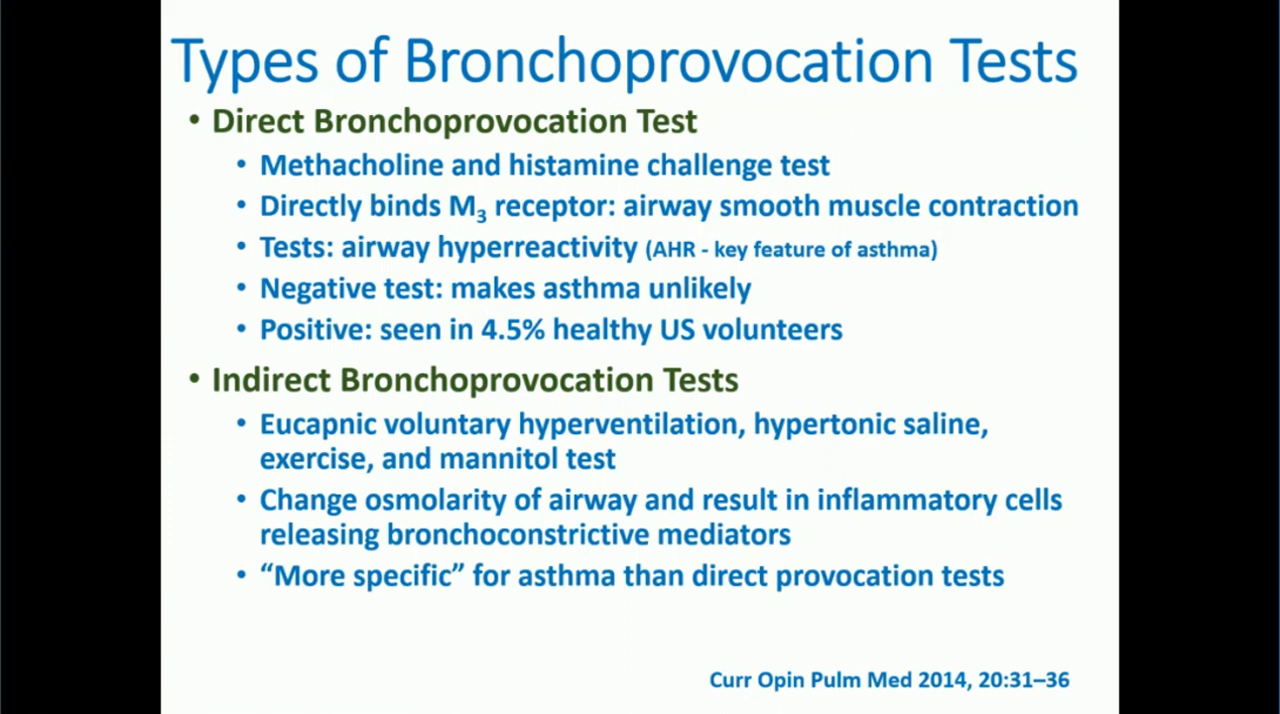 Types of Bronchoprovocation Tests
• Direct Bronchoprovocation Test
• Methacholine and histamine challenge test
• Directly binds M₃ receptor: airway smooth muscle contraction
• Tests: airway hyperreactivity (AHR - key feature of asthma)
• Negative test: makes asthma unlikely
• Positive: seen in 4.5% healthy US volunteers
• Indirect Bronchoprovocation Tests
• Eucapnic voluntary hyperventilation, hypertonic saline,
exercise, and mannitol test
• Change osmolarity of airway and result in inflammatory cells
releasing bronchoconstrictive mediators
• “More specific” for asthma than direct provocation tests
Curr Opin Pulm Med 2014, 20:31–36